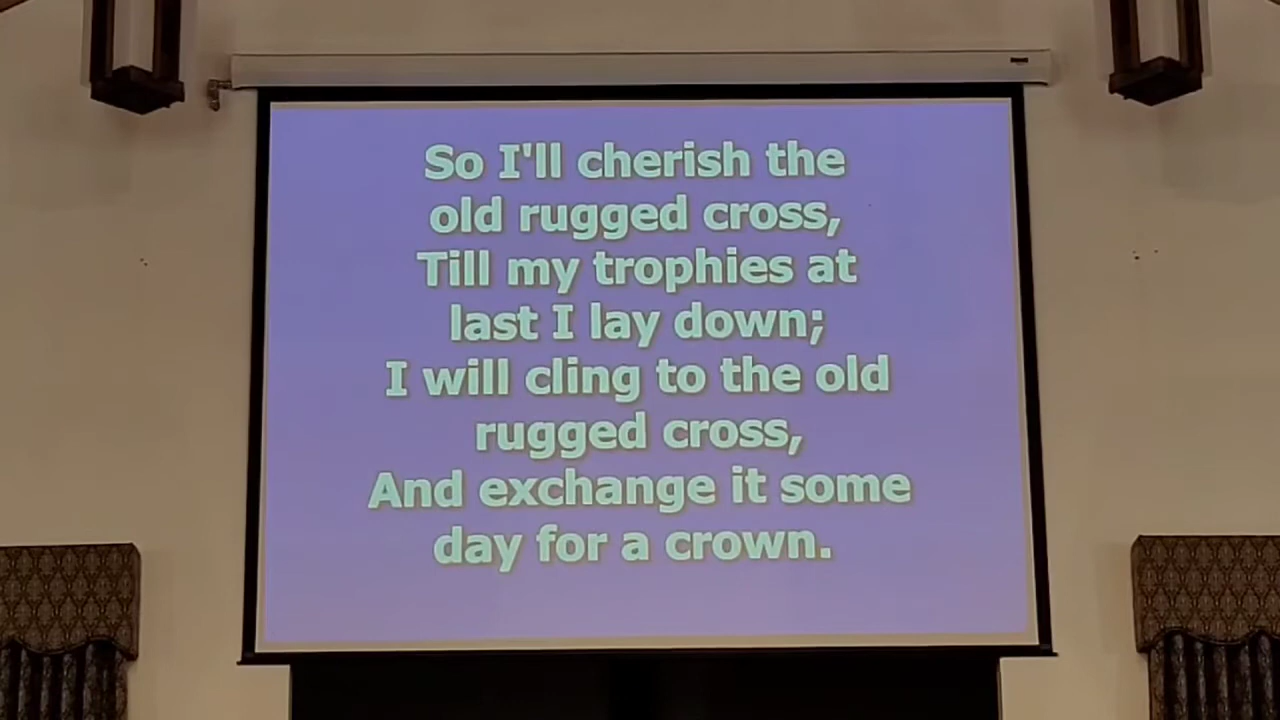 So I'll cherish the
old rugged cross,
Till my trophies at
last I lay down;
I will cling to the old
rugged cross,
And exchange it some
day for a crown.